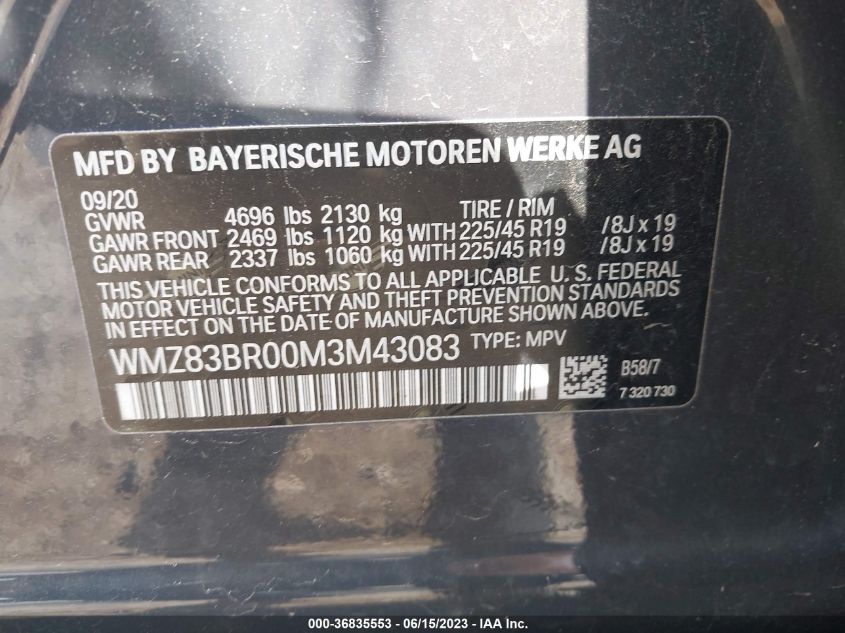 MFD BY BAYERISCHE MOTOREN WERKE AG
09/20 TIRE / RIM
GVWR 4696 lbs 2130 kg
GAWR FRONT 2469 lbs 1120 kg WITH 225/45 R19 /8J x 19
GAWR REAR 2337 lbs 1060 kg WITH 225/45 R19 /8J x 19
THIS VEHICLE CONFORMS TO ALL APPLICABLE U. S. FEDERAL
MOTOR VEHICLE SAFETY AND THEFT PREVENTION STANDARDS
IN EFFECT ON THE DATE OF MANUFACTURE SHOWN ABOVE.
WMZ83BR00M3M43083 TYPE: MPV
B58/7
7 320 730
000-36835553 - 06/15/2023 - IAA Inc.